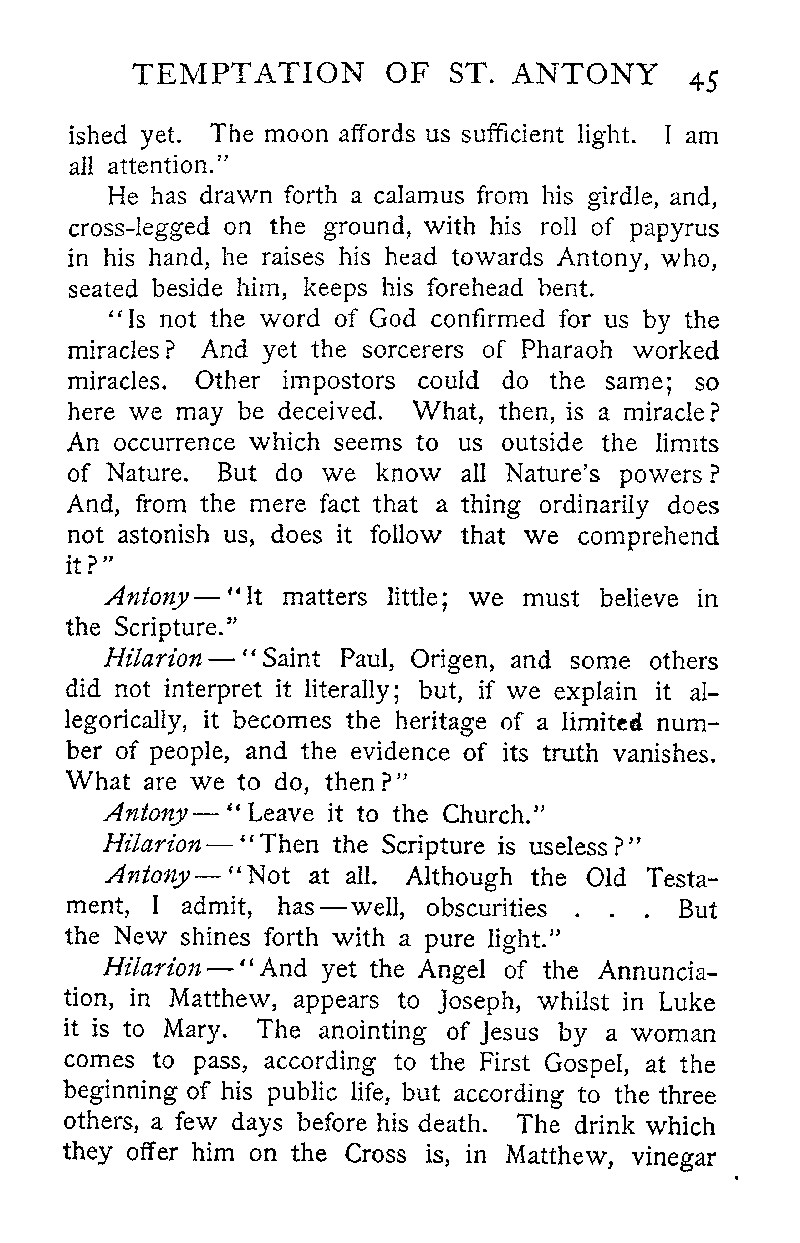 TEMPTATION OF ST. ANTONY 45
ished yet. The moon affords us sufficient light. I am
all attention."
He has drawn forth a calamus from his girdle, and,
cross-legged on the ground, with his roll of papyrus
in his hand, he raises his head towards Antony, who,
seated beside him, keeps his forehead bent.
"Is not the word of God confirmed for us by the
miracles? And yet the sorcerers of Pharaoh worked
miracles. Other impostors could do the same; so
here we may be deceived. What, then, is a miracle?
An occurrence which seems to us outside the limits
of Nature. But do we know all Nature's powers?
And, from the mere fact that a thing ordinarily does
not astonish us, does it follow that we comprehend
it?"
Antony—"It matters little; we must believe in
the Scripture."
Hilarion—"Saint Paul, Origen, and some others
did not interpret it literally; but, if we explain it al-
legorically, it becomes the heritage of a limited num-
ber of people, and the evidence of its truth vanishes.
What are we to do, then?"
Antony—"Leave it to the Church."
Hilarion—"Then the Scripture is useless?"
Antony—"Not at all. Although the Old Testa-
ment, I admit, has—well, obscurities . . . But
the New shines forth with a pure light."
Hilarion—"And yet the Angel of the Annuncia-
tion, in Matthew, appears to Joseph, whilst in Luke
it is to Mary. The anointing of Jesus by a woman
comes to pass, according to the First Gospel, at the
beginning of his public life, but according to the three
others, a few days before his death. The drink which
they offer him on the Cross is, in Matthew, vinegar